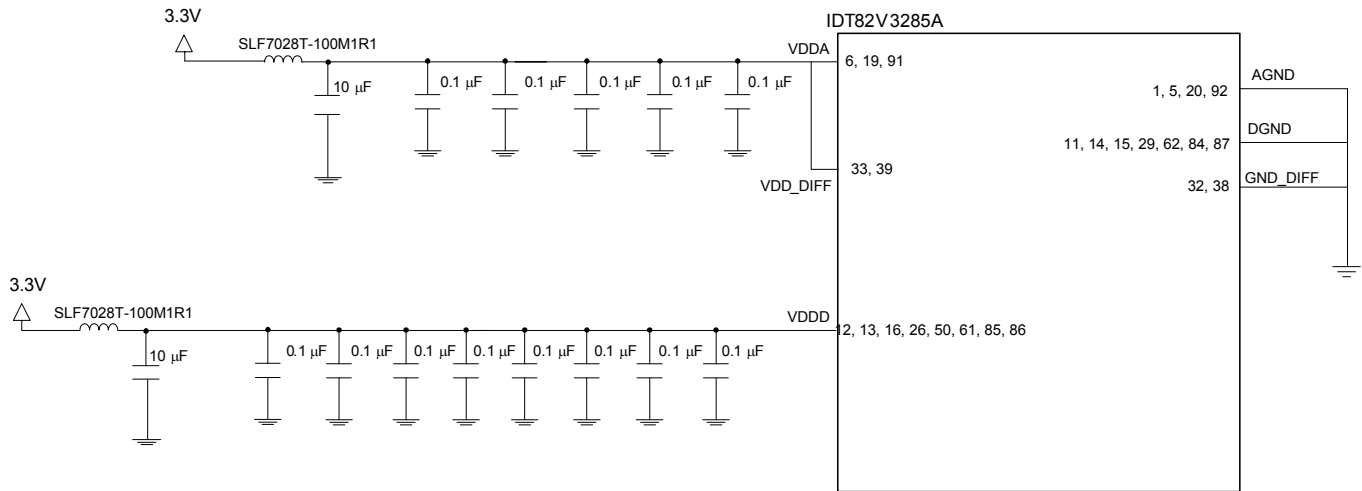 3.3V
IDT82V3285A
SLF7028T-100M1R1
VDDA
6, 19, 91
10 μF
0.1 μF
0.1 μF
0.1 μF
0.1 μF
0.1 μF
AGND
1, 5, 20, 92
DGND
11, 14, 15, 29, 62, 84, 87
33, 39
VDD_DIFF
GND_DIFF
32, 38
3.3V
SLF7028T-100M1R1
VDDD
12, 13, 16, 26, 50, 61, 85, 86
10 μF
0.1 μF
0.1 μF
0.1 μF
0.1 μF
0.1 μF
0.1 μF
0.1 μF
0.1 μF